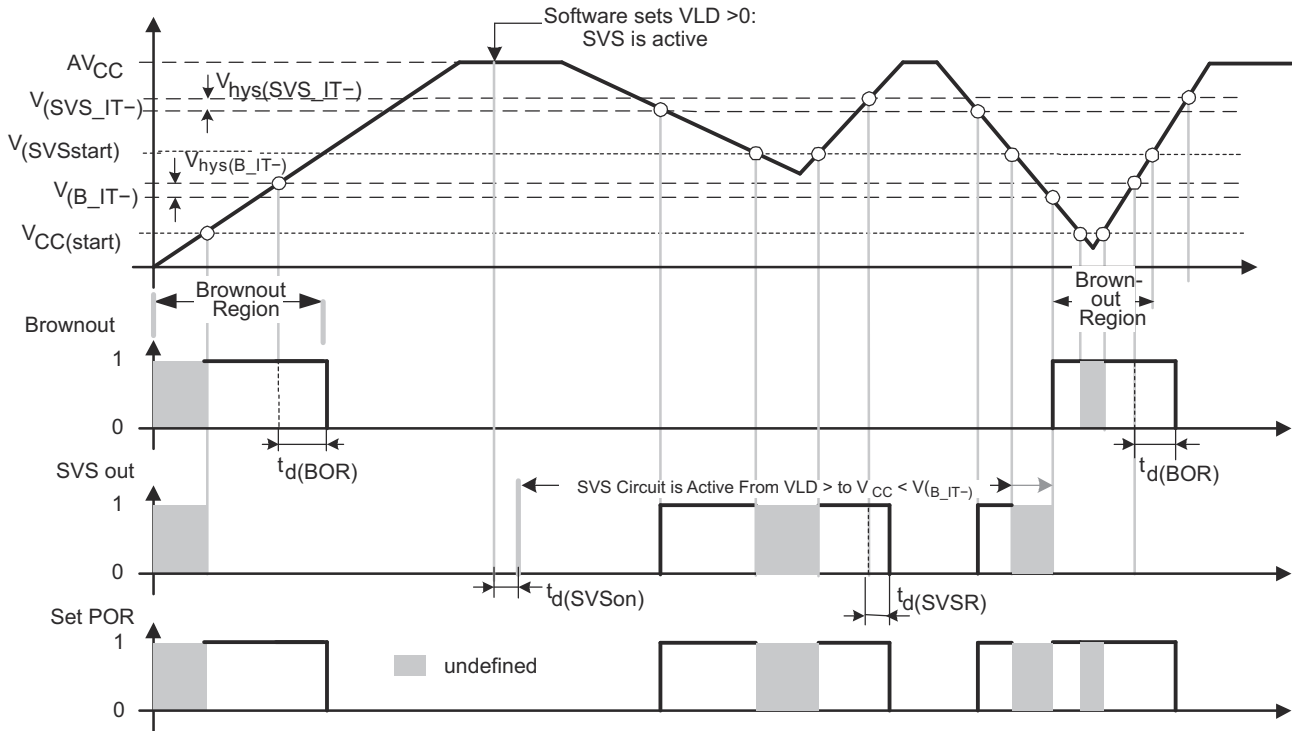 Software sets VLD >0:
SVS is active
AVCC
Vhys(SVS_IT−)
V(SVS_IT−)
V(SVSstart)
Vhys(B_IT−)
V(B_IT−)
VCC(start)
Brownout
Region
Brown-
out
Region
Brownout
1
0
td(BOR)
td(BOR)
SVS out
SVS Circuit is Active From VLD > to VCC < V(B_IT−)
1
0
td(SVSon)
td(SVSR)
Set POR
1
undefined
0